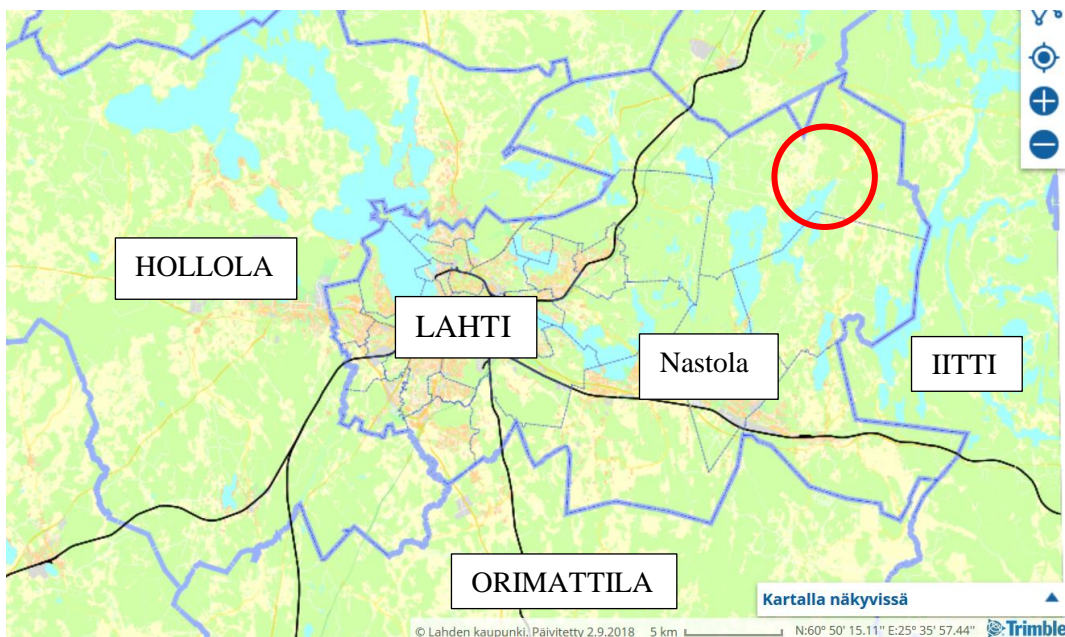 HOLLOLA
LAHTI
Nastola
IITTI
ORIMATTILA
Kartalla näkyvissä
© Lahden kaupunki, Päivitetty 2.9.2018 5 km N:60° 50' 15.11" E:25° 35' 57.44" Trimble